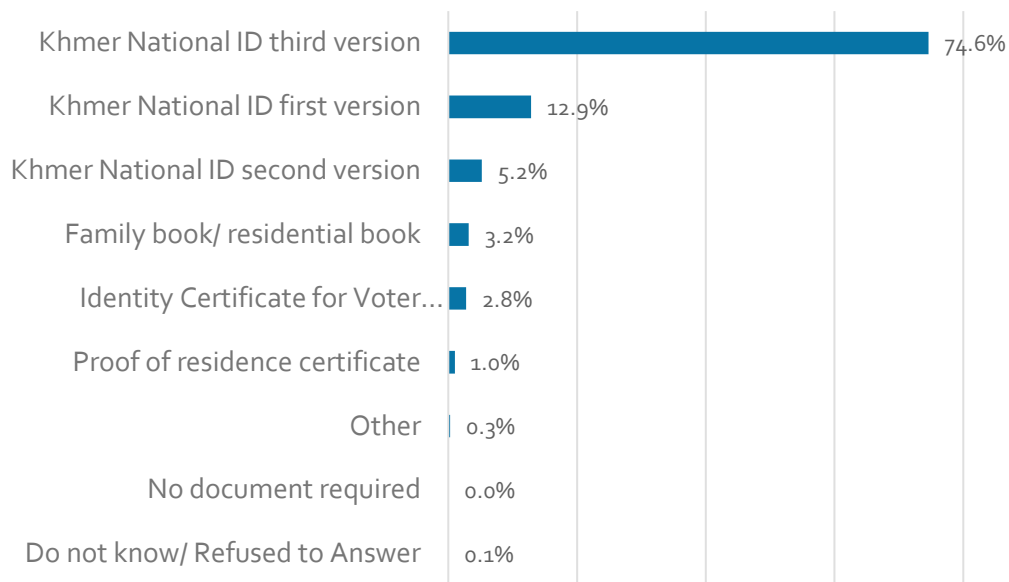 Khmer National ID third version 74.6%
Khmer National ID first version 12.9%
Khmer National ID second version 5.2%
Family book/ residential book 3.2%
Identity Certificate for Voter... 2.8%
Proof of residence certificate 1.0%
Other 0.3%
No document required 0.0%
Do not know/ Refused to Answer 0.1%